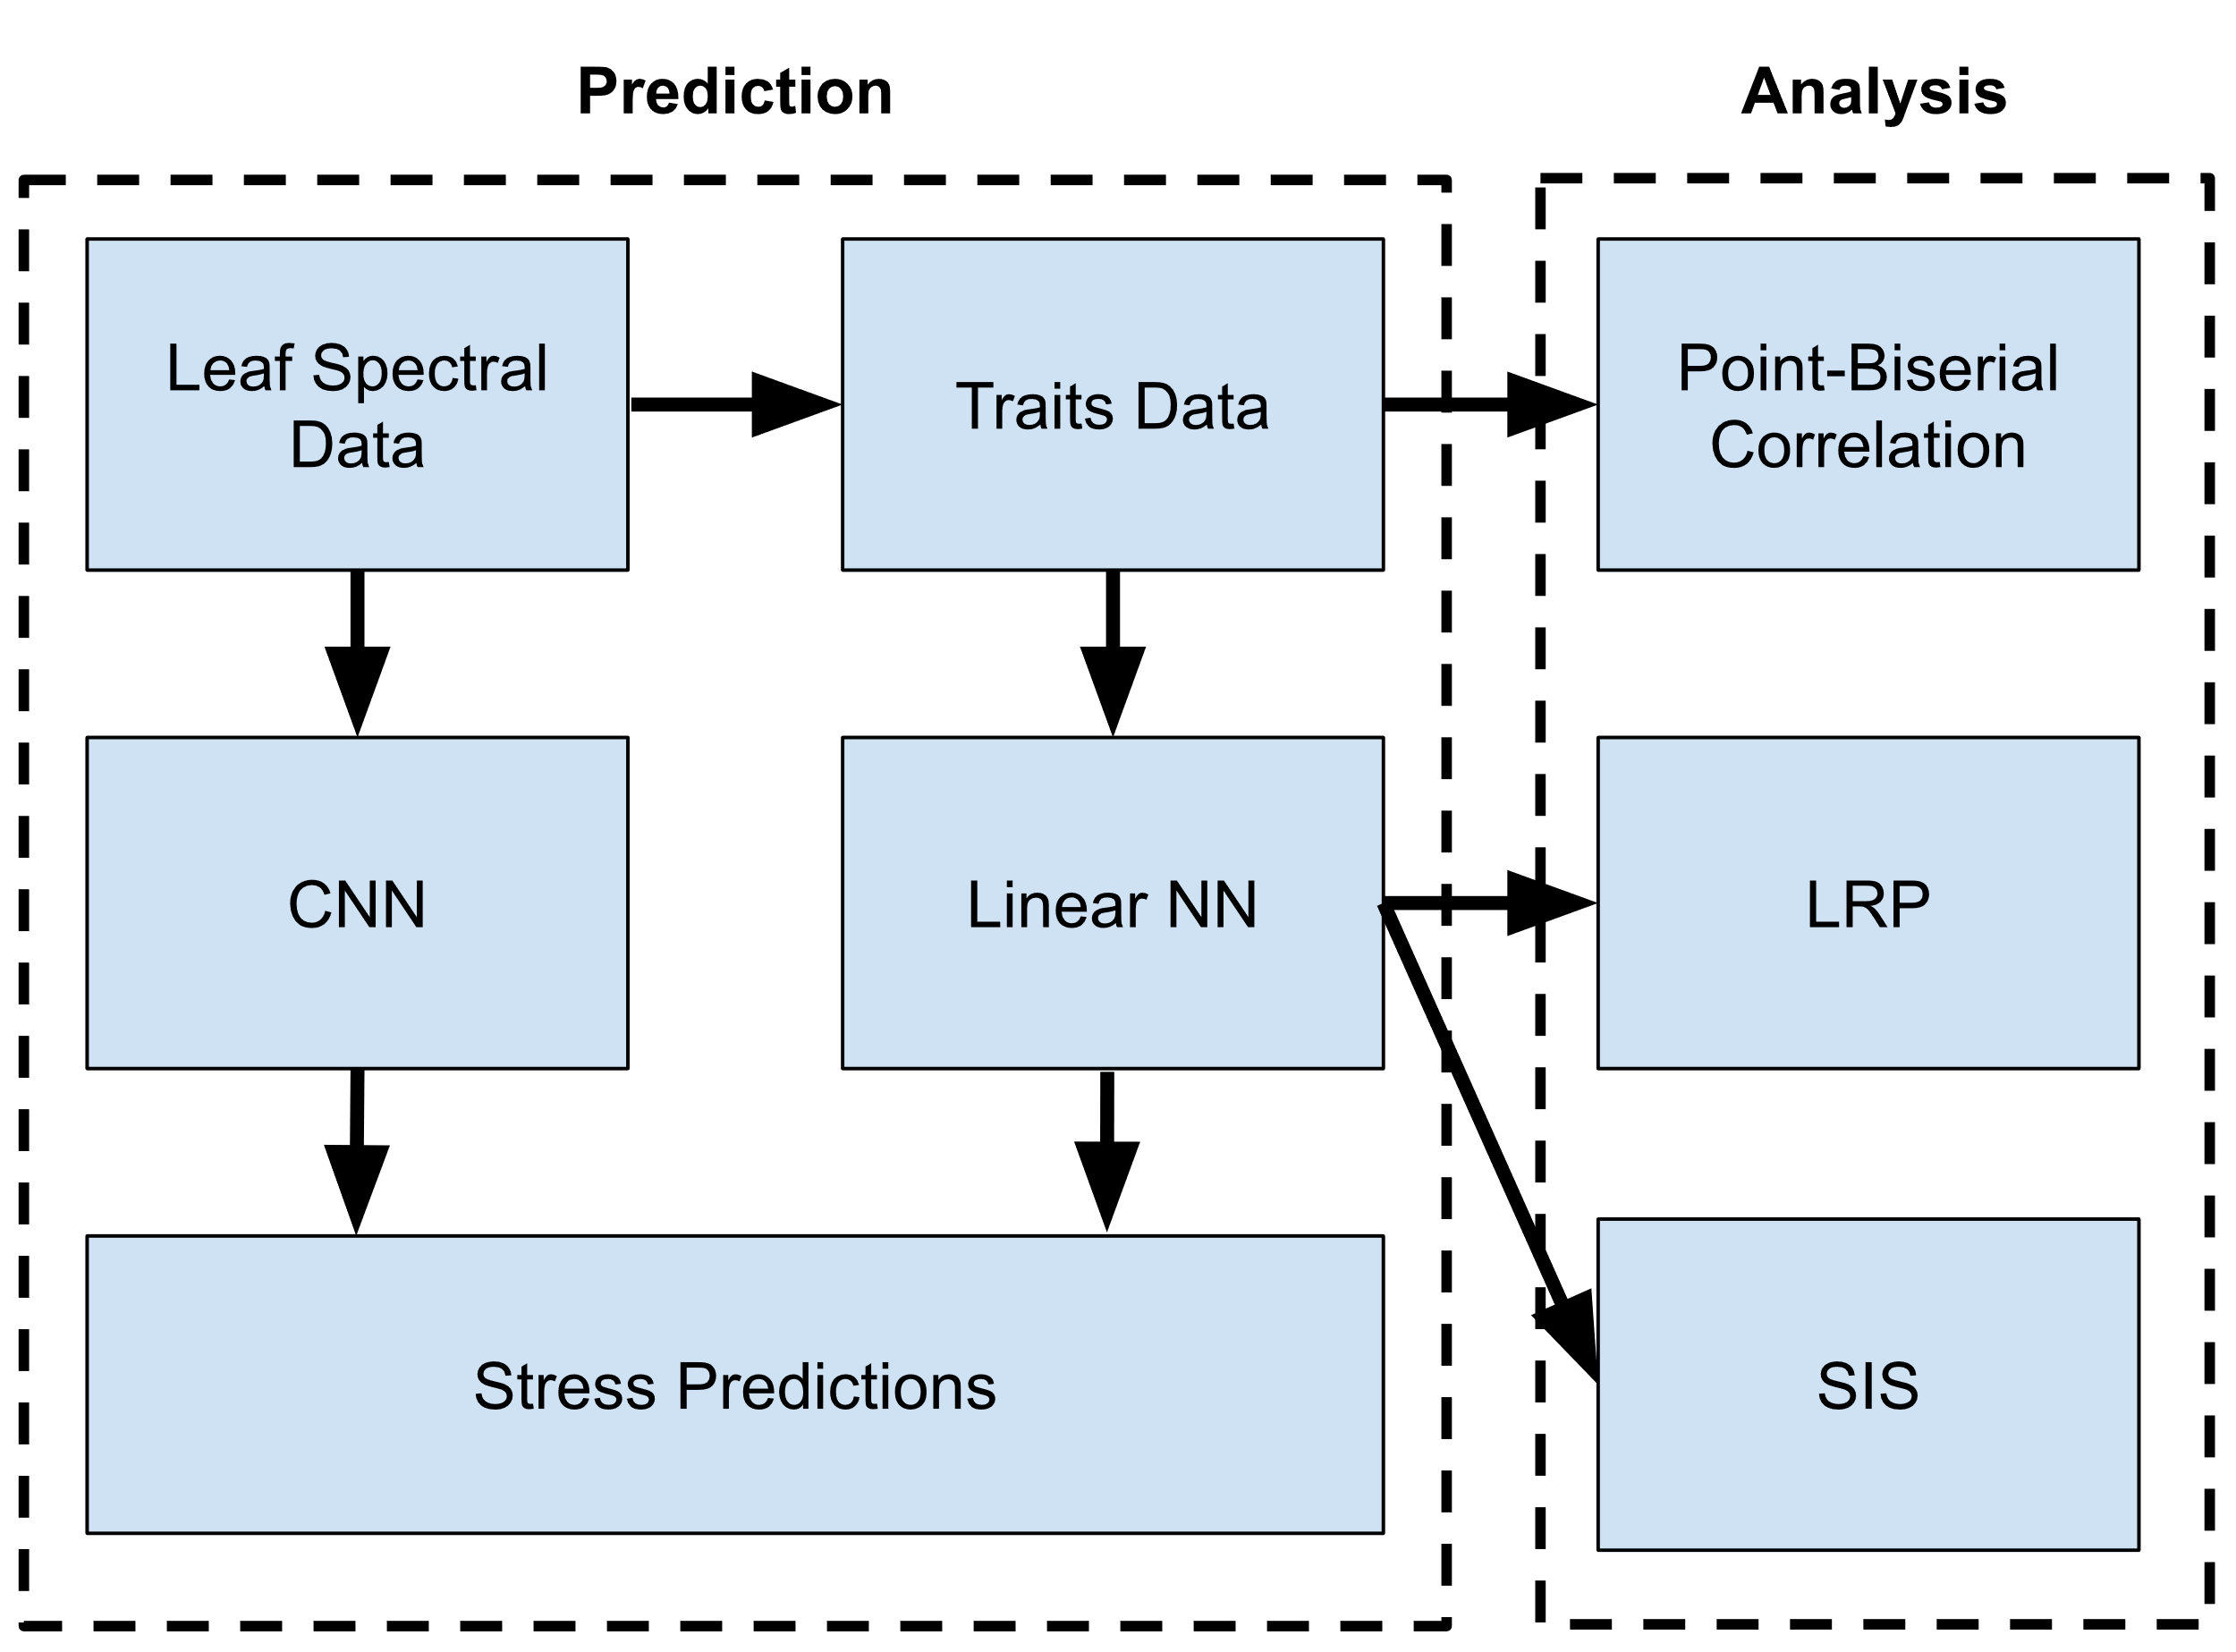 Prediction
Analysis
Leaf Spectral
Data
Traits Data
Point-Biserial
Correlation
CNN
Linear NN
LRP
Stress Predictions
SIS